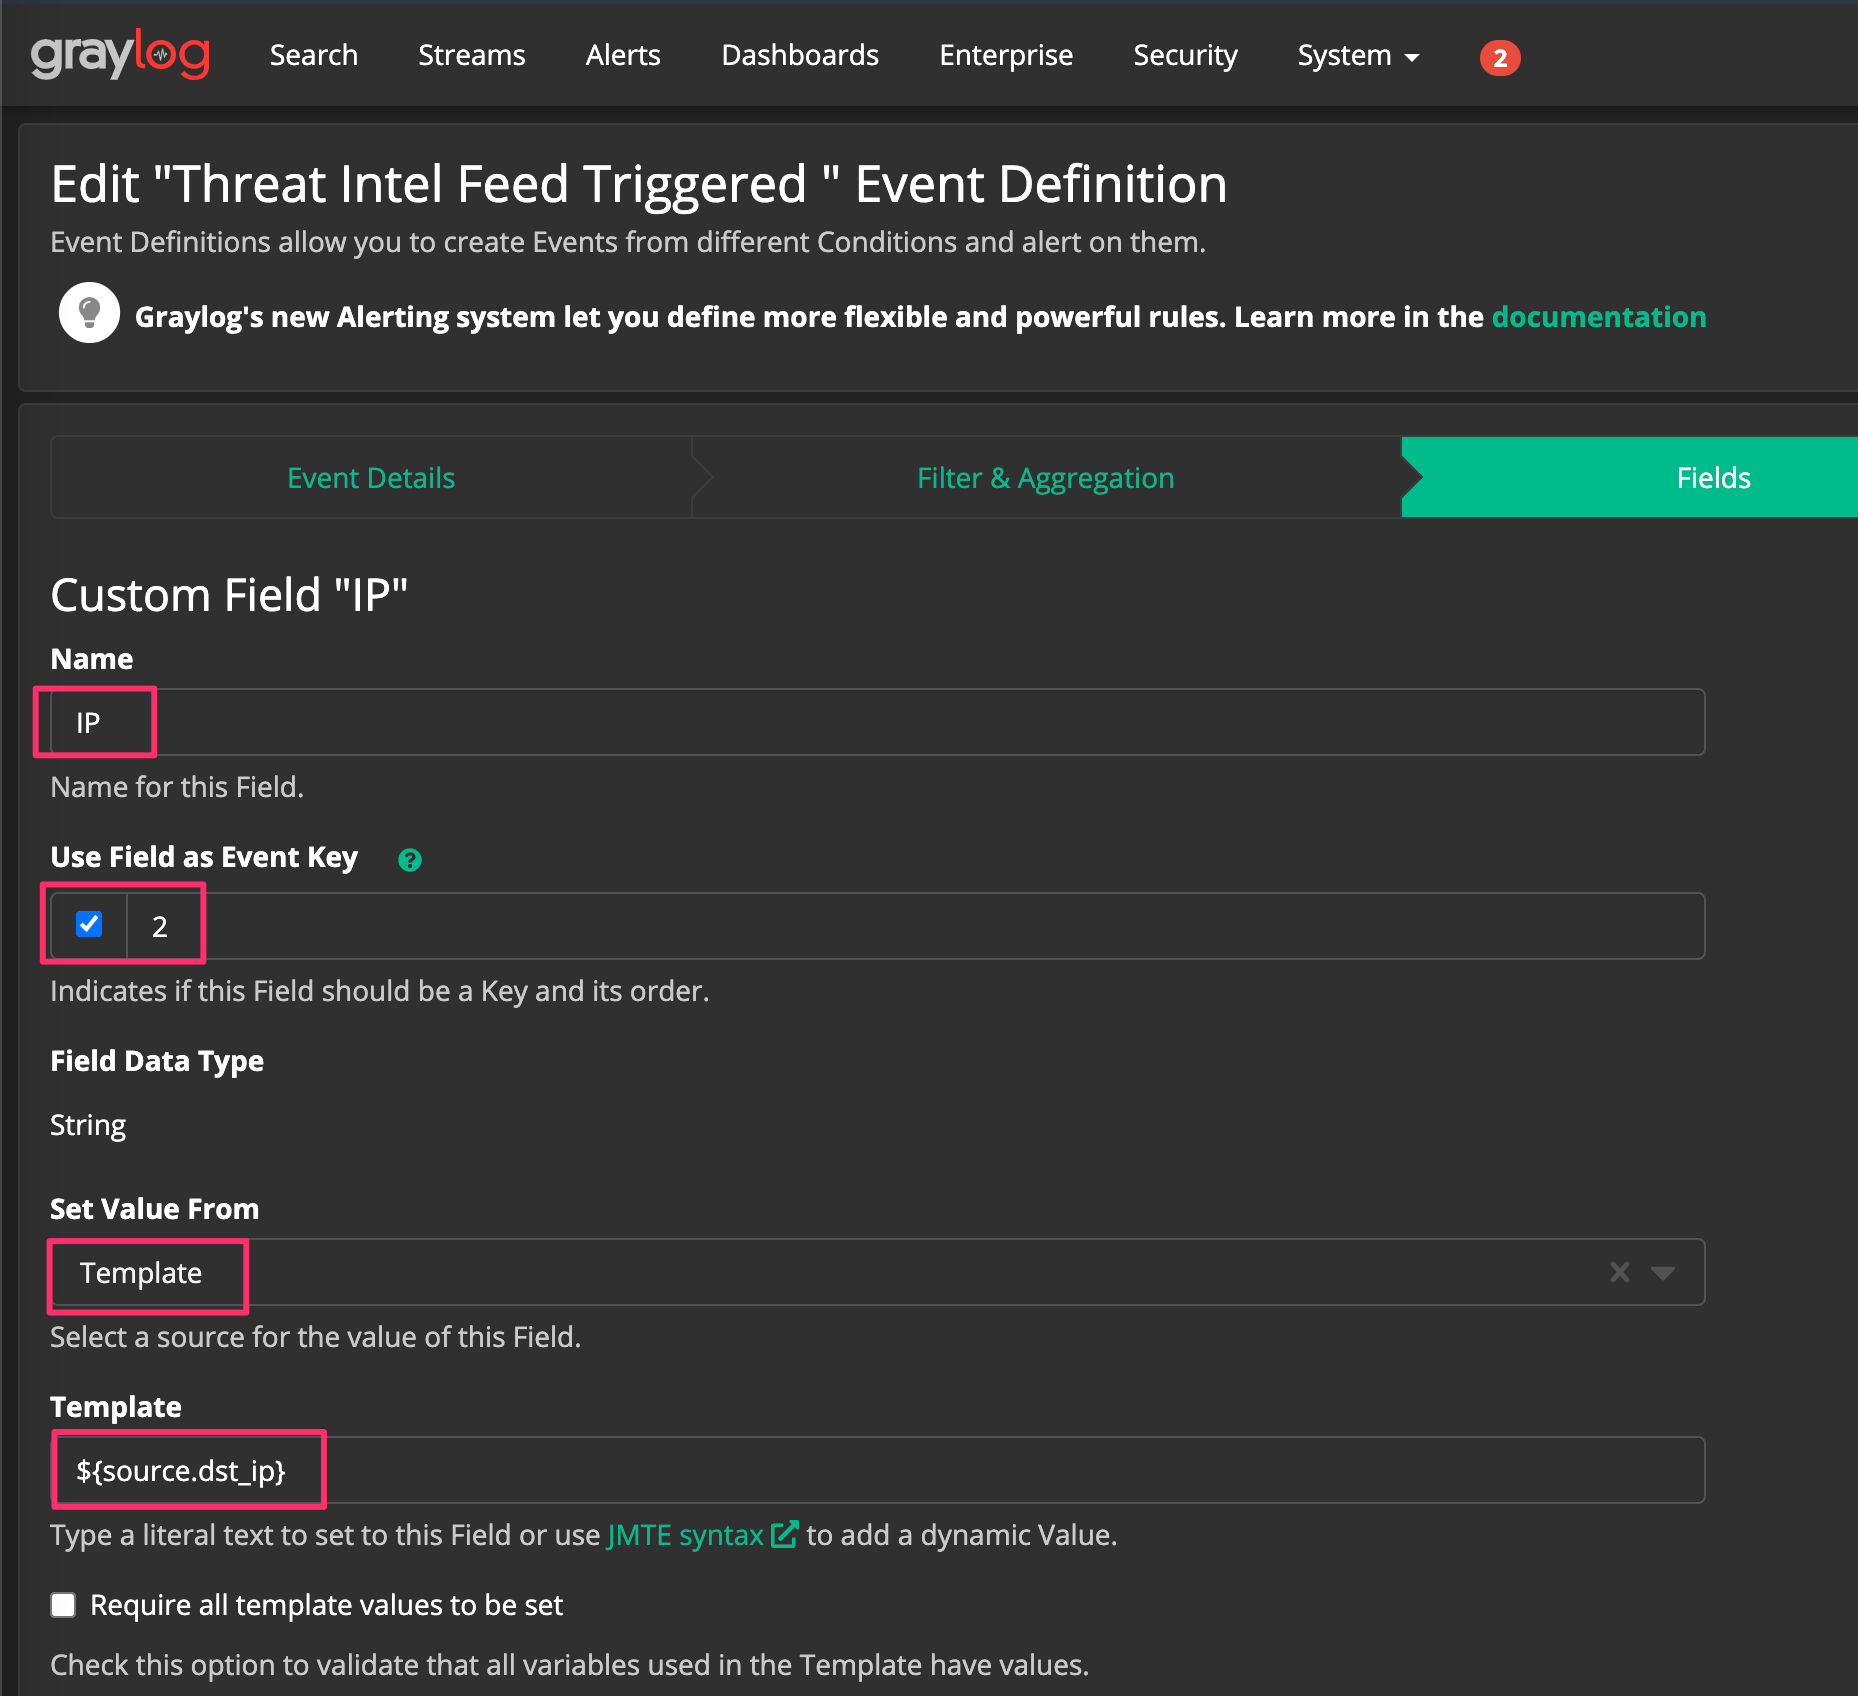 graylog Search Streams Alerts Dashboards Enterprise Security System 2
Edit "Threat Intel Feed Triggered " Event Definition
Event Definitions allow you to create Events from different Conditions and alert on them.
Graylog's new Alerting system let you define more flexible and powerful rules. Learn more in the documentation
Event Details Filter & Aggregation Fields
Custom Field "IP"
Name
IP
Name for this Field.
Use Field as Event Key ?
2
Indicates if this Field should be a Key and its order.
Field Data Type
String
Set Value From
Template
Select a source for the value of this Field.
Template
${source.dst_ip}
Type a literal text to set to this Field or use JMTE syntax to add a dynamic Value.
Require all template values to be set
Check this option to validate that all variables used in the Template have values.